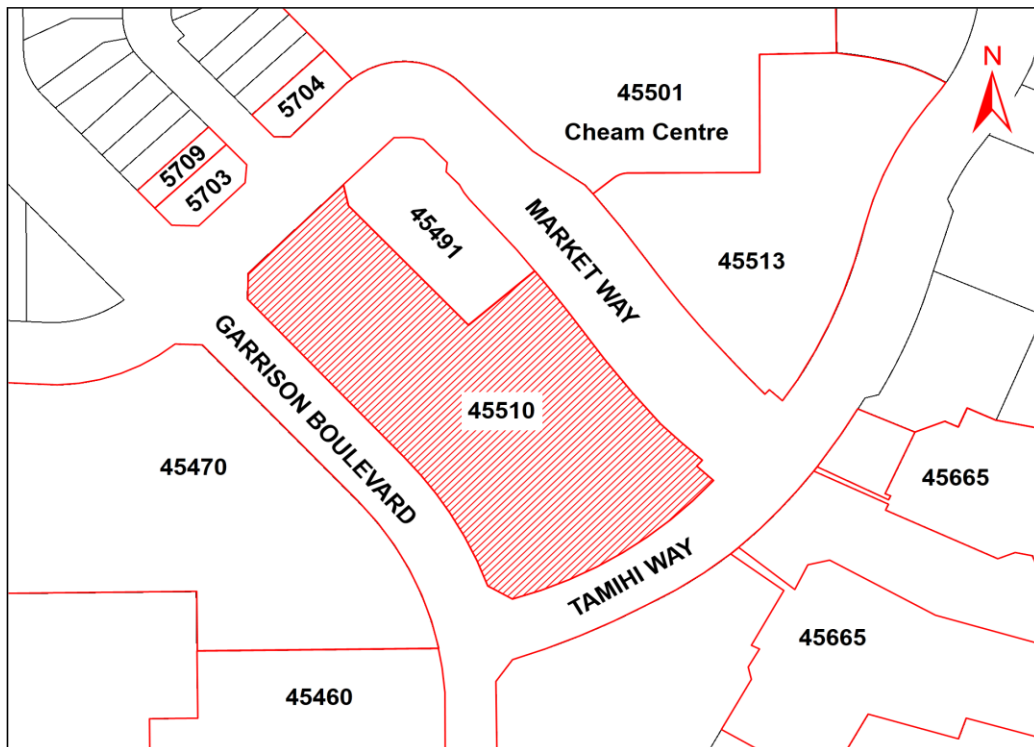 N
5704
45501
Cheam Centre
5709
5703
45491
MARKET WAY
45513
GARRISON BOULEVARD
45510
45470
45665
TAMIHI WAY
45665
45460